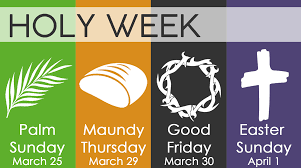 HOLY WEEK
Palm
Sunday
March 25
Maundy
Thursday
March 29
Good
Friday
March 30
Easter
Sunday
April 1